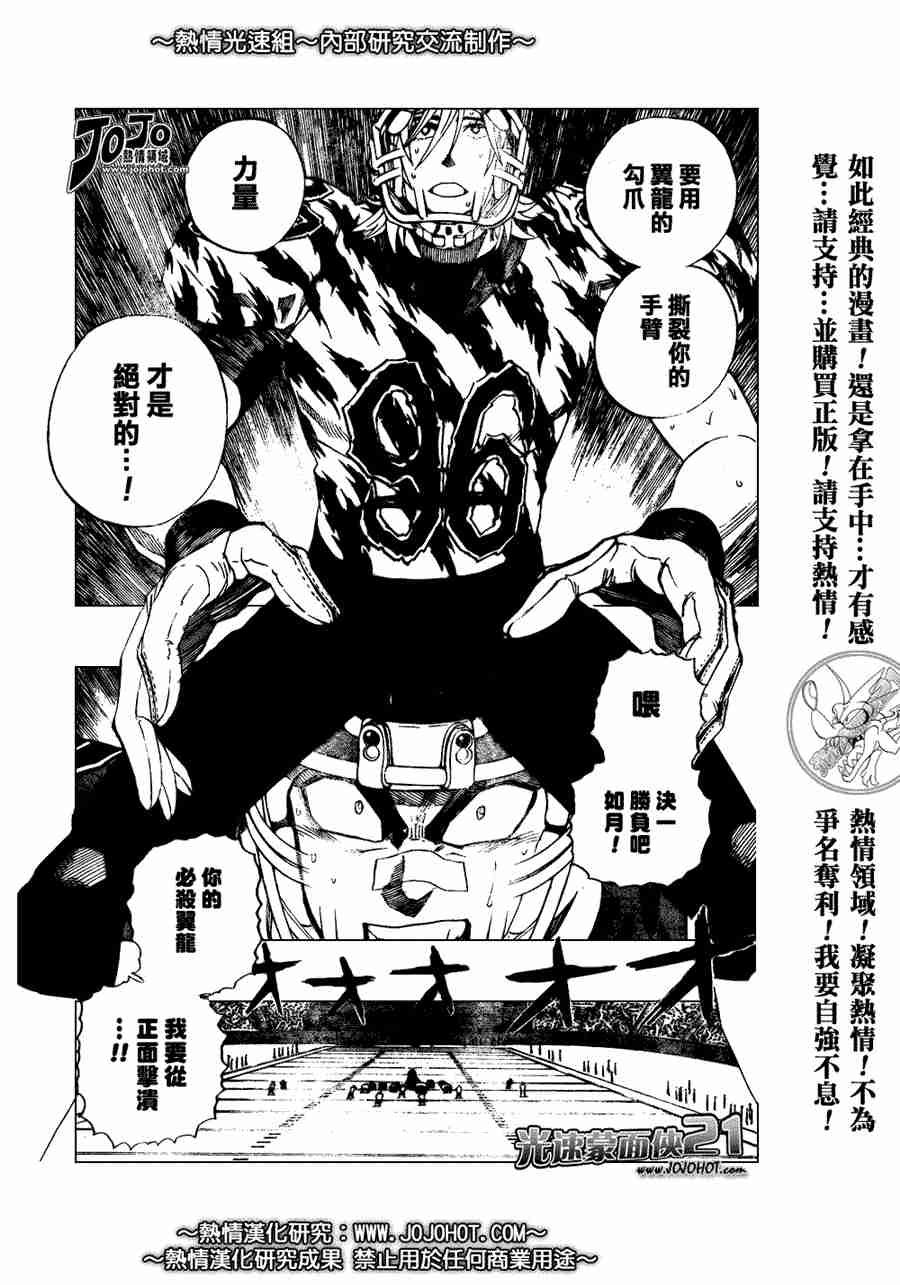 ～熱情光速組～內部研究交流制作～
JOJO
熱情領域
www.jojohot.com
要用
翼龍的
勾爪
撕裂你的
手臂
力量
才是
絕對的…！
96
喂
決一
勝負吧
如月！
你的
必殺翼龍
我要從
正面擊潰
…!!
オオオオオ
光速蒙面俠21
www.JOJOHOT.com
如此經典的漫畫！還是拿在手中…才有感
覺…請支持…並購買正版！請支持熱情！
熱情領域！凝聚熱情！不為
爭名奪利！我要自強不息！
～熱情漢化研究：WWW.JOJOHOT.COM～
～熱情漢化研究成果 禁止用於任何商業用途～